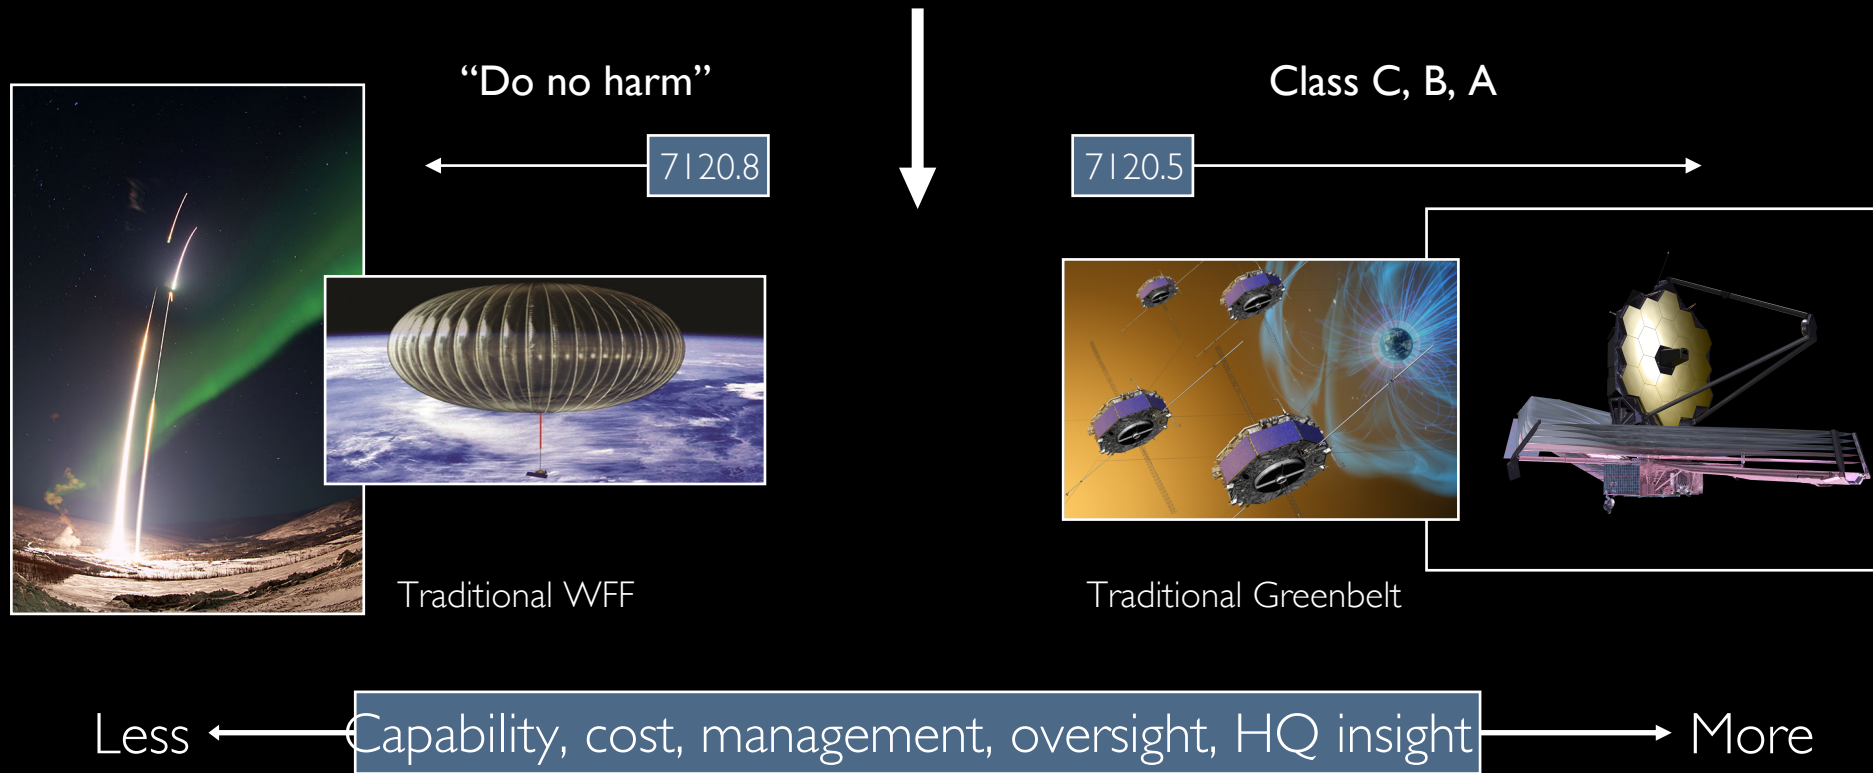 “Do no harm”
Class C, B, A
7120.8
7120.5
Traditional WFF
Traditional Greenbelt
Less
Capability, cost, management, oversight, HQ insight
More